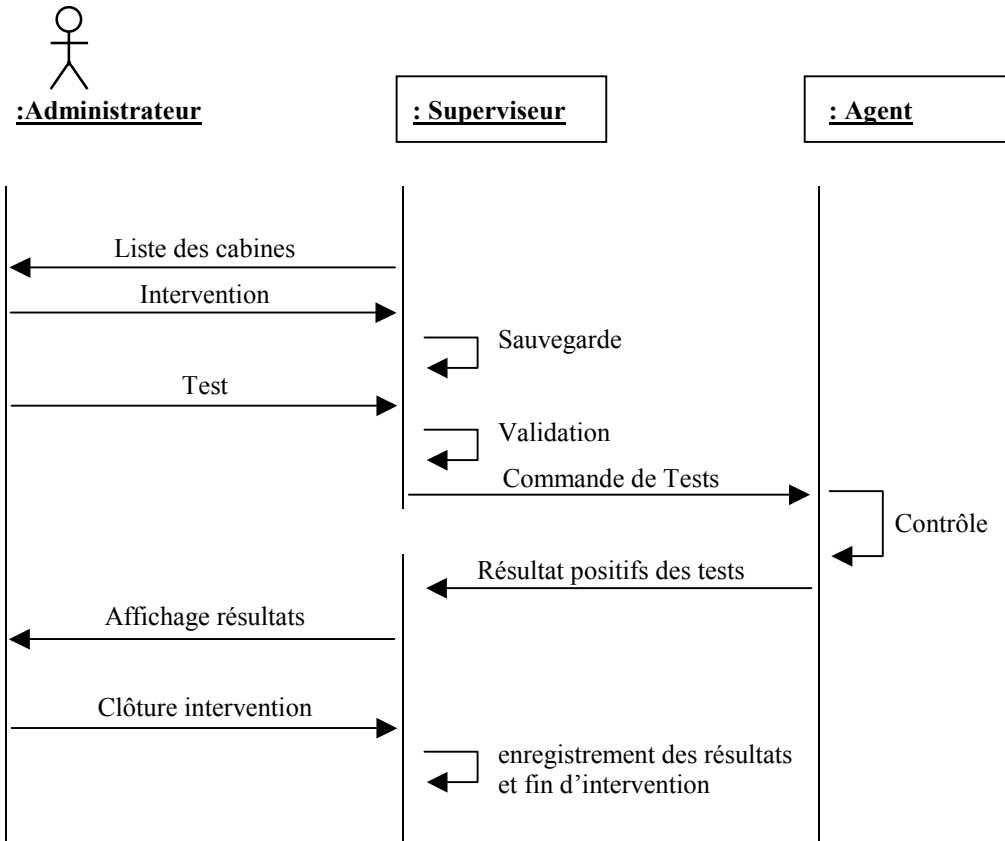 :Administrateur
: Superviseur
: Agent
Liste des cabines
Intervention
Sauvegarde
Test
Validation
Commande de Tests
Contrôle
Résultat positifs des tests
Affichage résultats
Clôture intervention
enregistrement des résultats
et fin d’intervention